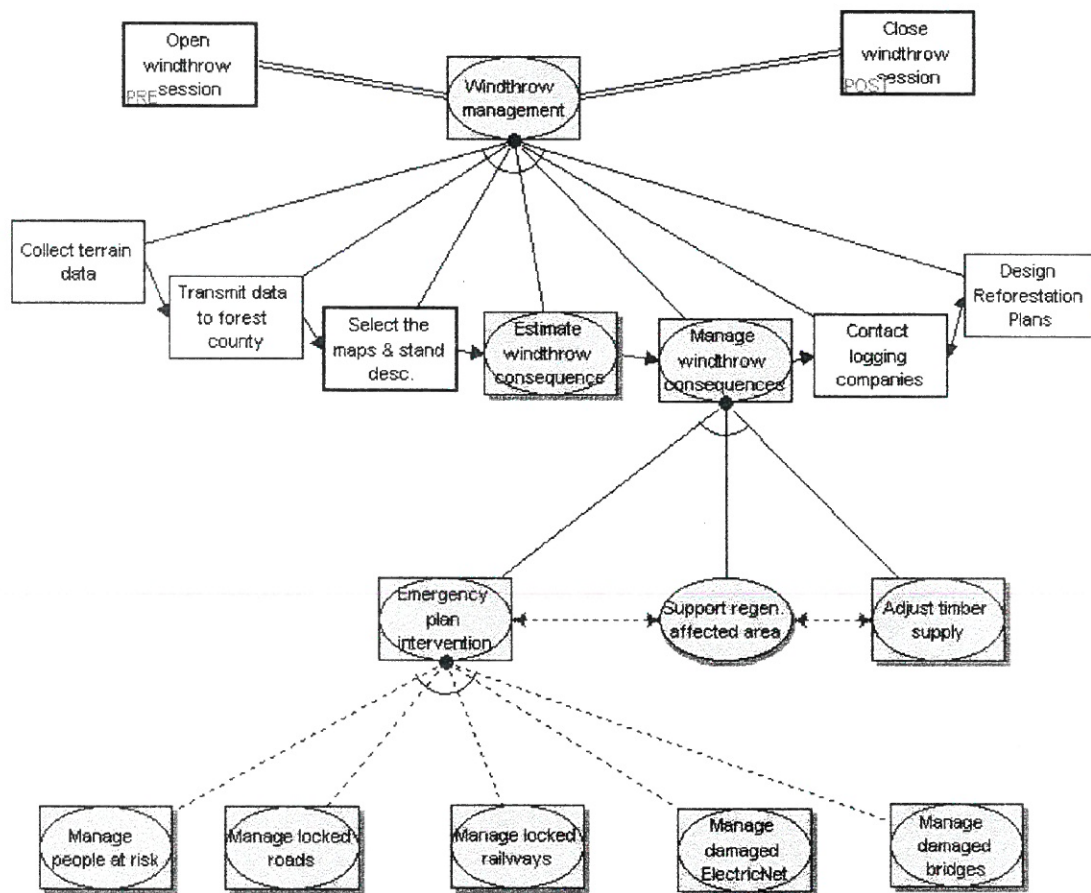 Open
windthrow
session
PRE
Close
windthrow
session
POST
Windthrow
management
Collect terrain
data
Transmit data
to forest
county
Select the
maps & stand
desc.
Estimate
windthrow
consequence
Manage
windthrow
consequences
Contact
logging
companies
Design
Reforestation
Plans
Emergency
plan
intervention
Support regen.
affected area
Adjust timber
supply
Manage
people at risk
Manage locked
roads
Manage locked
railways
Manage
damaged
ElectricNet
Manage
damaged
bridges